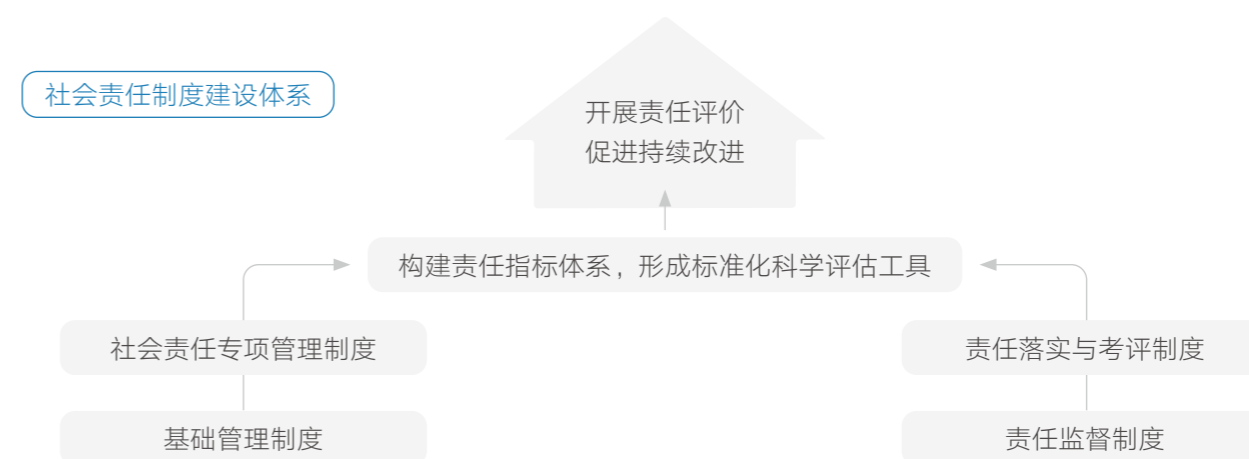 社会责任制度建设体系
开展责任评价
促进持续改进
构建责任指标体系，形成标准化科学评估工具
社会责任专项管理制度
责任落实与考评制度
基础管理制度
责任监督制度